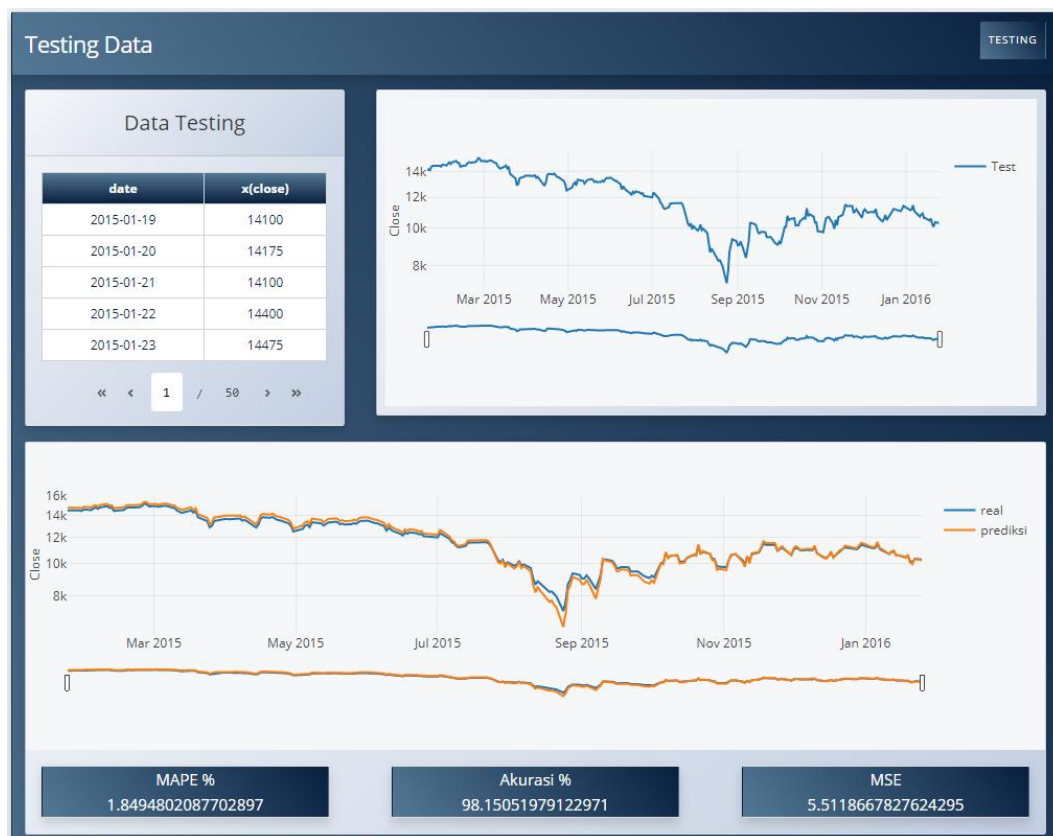 Testing Data
TESTING
Data Testing
date x(close)
2015-01-19 14100
2015-01-20 14175
2015-01-21 14100
2015-01-22 14400
2015-01-23 14475
« ‹ 1 / 50 › »
14k
12k
10k
8k
Close
Mar 2015 May 2015 Jul 2015 Sep 2015 Nov 2015 Jan 2016
Test
16k
14k
12k
10k
8k
Close
Mar 2015 May 2015 Jul 2015 Sep 2015 Nov 2015 Jan 2016
real
prediksi
MAPE %
1.8494802087702897
Akurasi %
98.15051979122971
MSE
5.5118667827624295